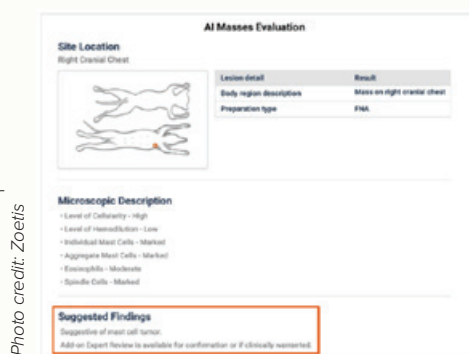 AI Masses Evaluation
Site Location
Right Cranial Chest
Lesion detail Result
Body region description Mass on right cranial chest
Preparation type FNA
Microscopic Description
• Level of Cellularity - High
• Level of Hemodilution - Low
• Individual Mast Cells - Marked
• Aggregate Mast Cells - Marked
• Eosinophils - Moderate
• Spindle Cells - Marked
Suggested Findings
Suggestive of mast cell tumor.
Add-on Expert Review is available for confirmation or if clinically warranted.
Photo credit: Zoetis